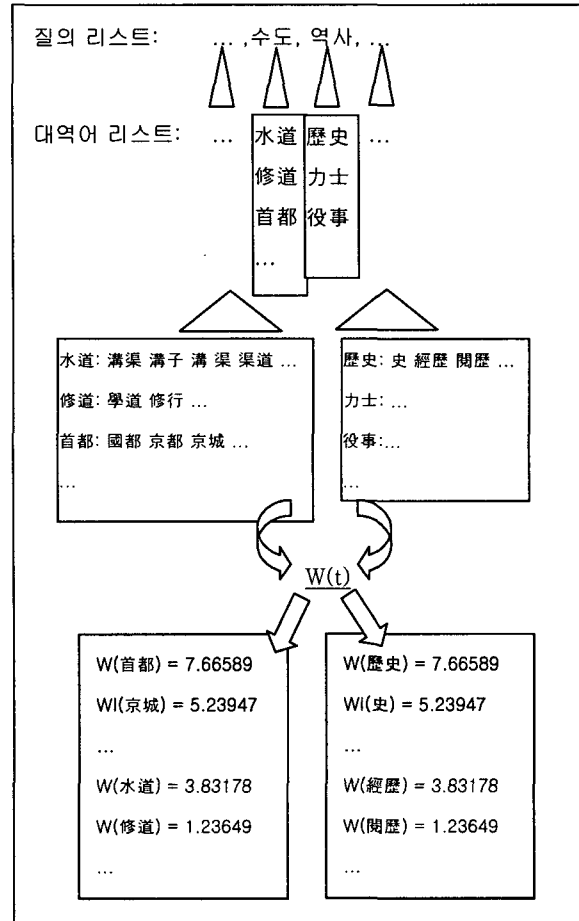 질의 리스트: ... ,수도, 역사, ...
대역어 리스트: ... 水道 歷史 ...
修道 力士
首都 役事
...
水道: 溝渠 溝子 溝 渠 渠道 ...
修道: 學道 修行 ...
首都: 國都 京都 京城 ...
...
歷史: 史 經歷 閱歷 ...
力士: ...
役事:...
...
W(t)
W(首都) = 7.66589
WI(京城) = 5.23947
...
W(水道) = 3.83178
W(修道) = 1.23649
...
W(歷史) = 7.66589
WI(史) = 5.23947
...
W(經歷) = 3.83178
W(閱歷) = 1.23649
...